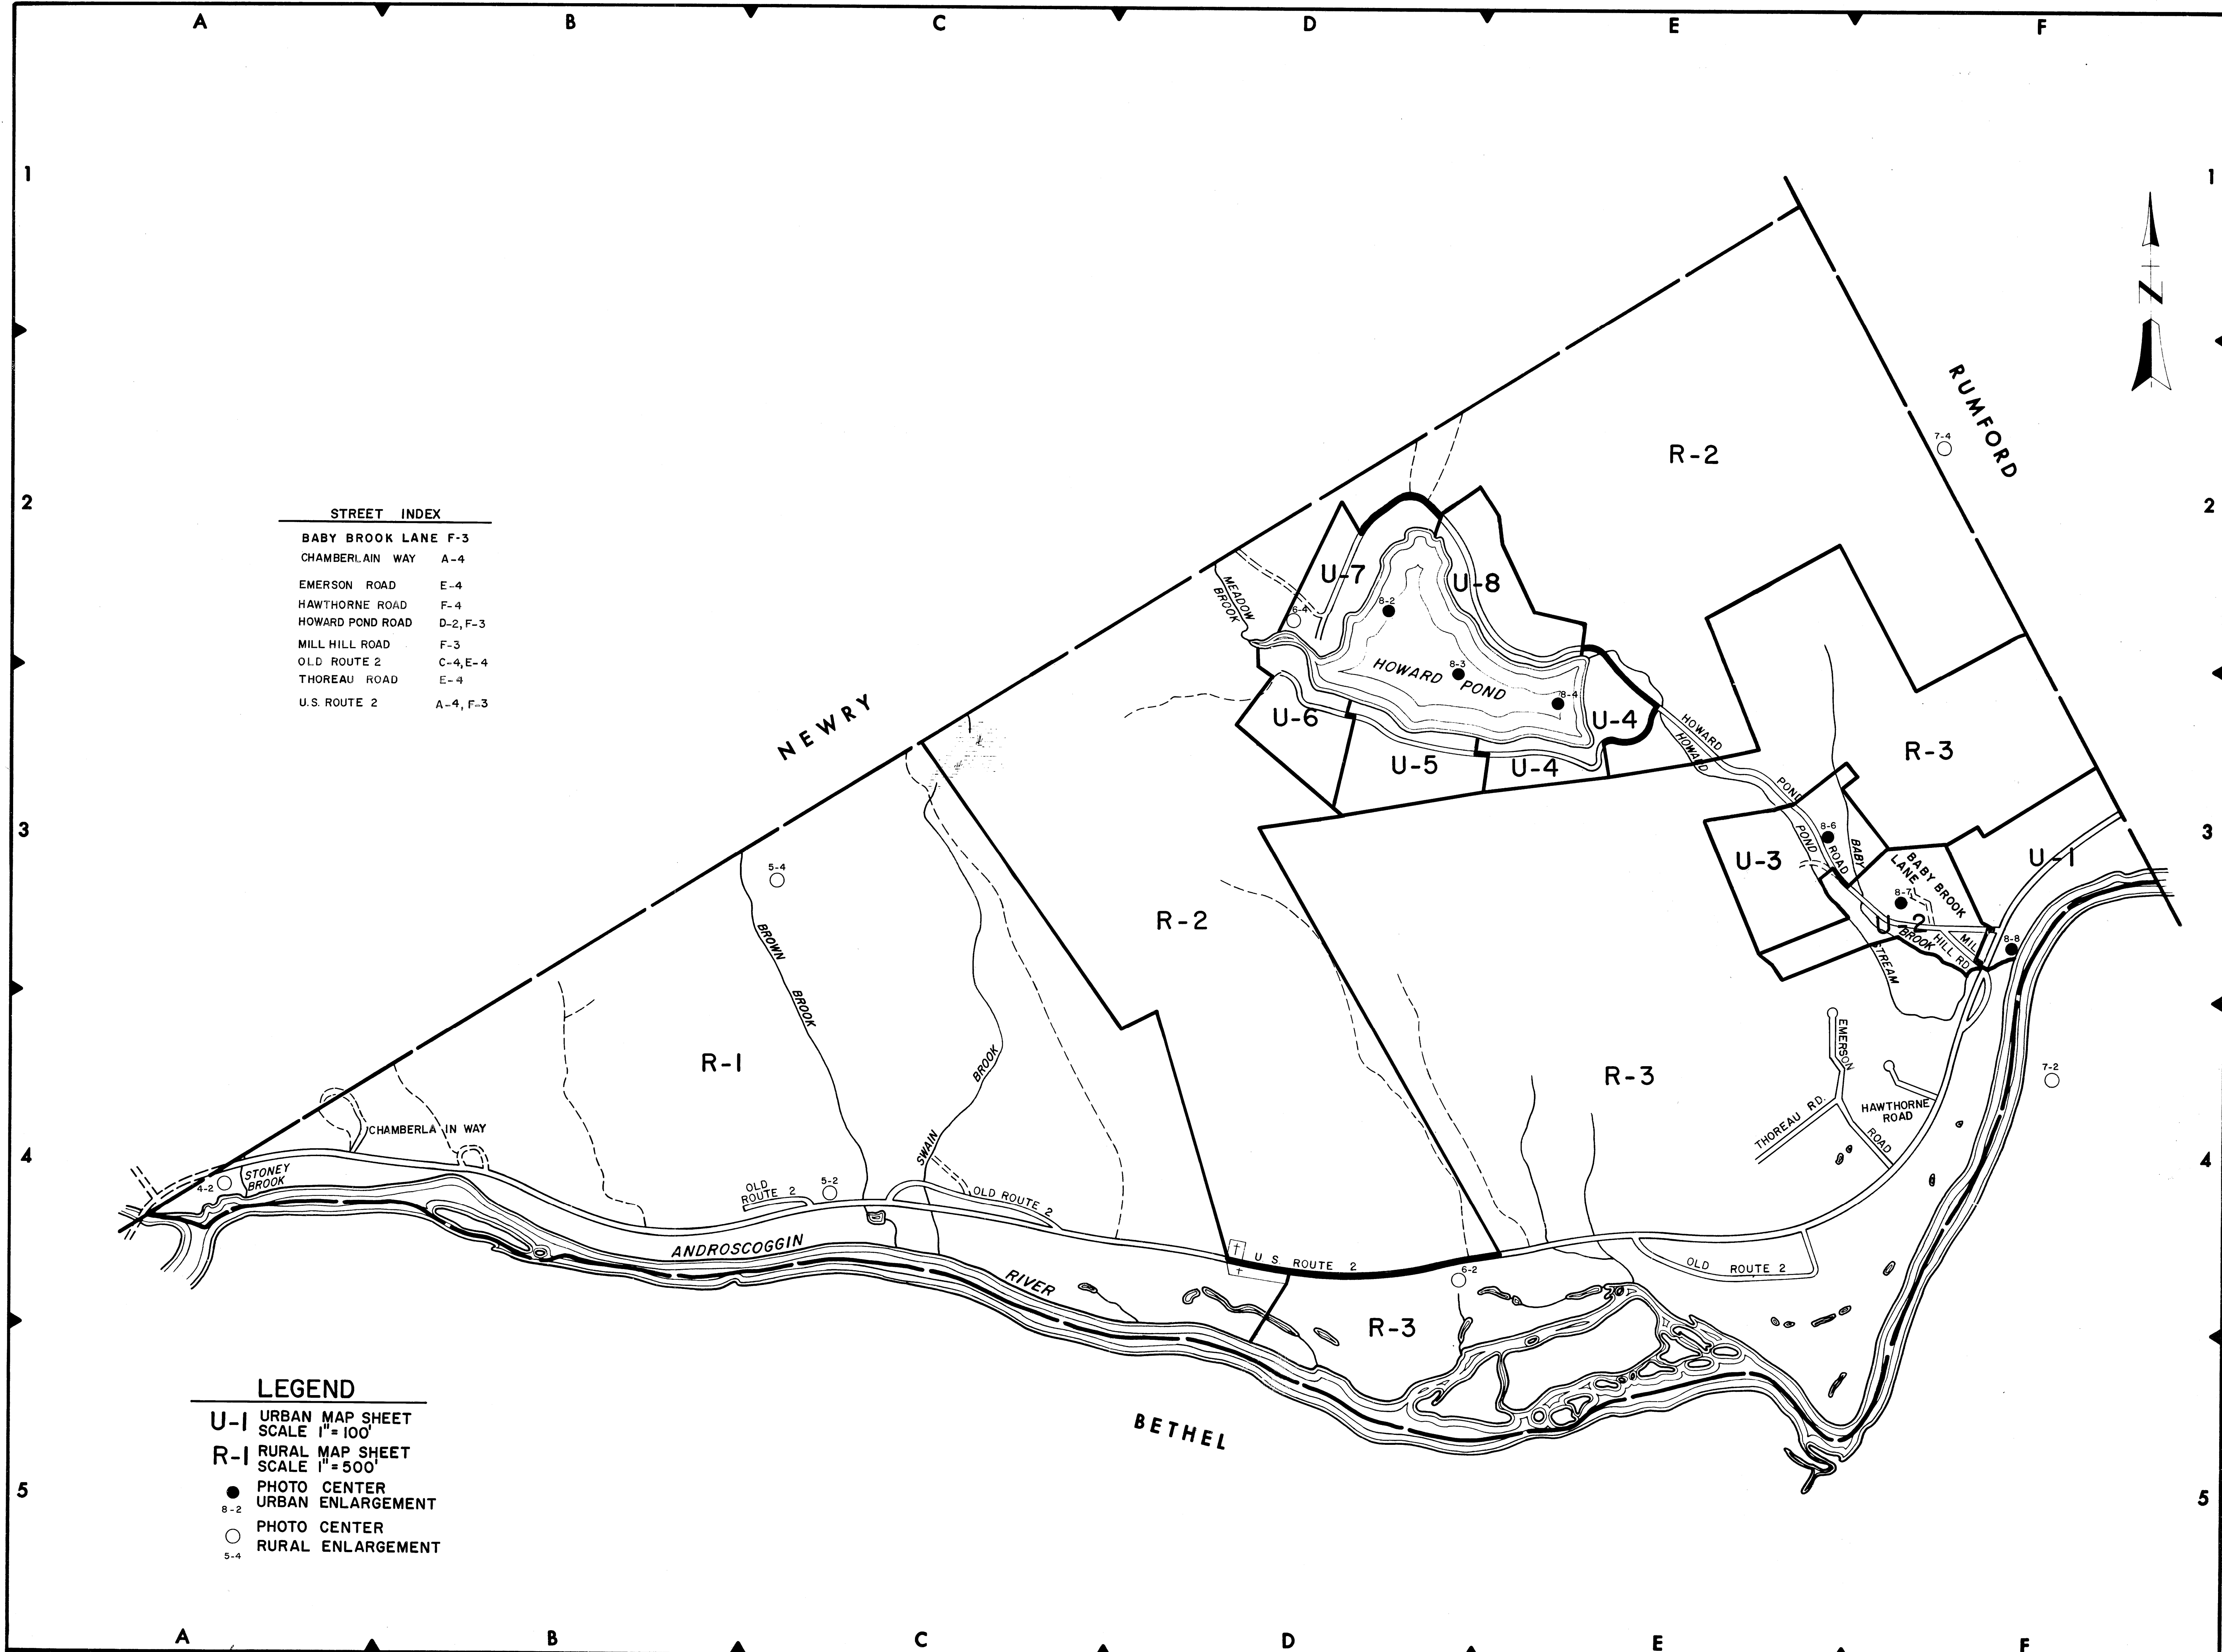 A B C D E F
1 1
N
RUMFORD
7-4
R-2
2 2
STREET INDEX
BABY BROOK LANE F-3
CHAMBERLAIN WAY A-4
EMERSON ROAD E-4
HAWTHORNE ROAD F-4
HOWARD POND ROAD D-2, F-3
MILL HILL ROAD F-3
OLD ROUTE 2 C-4, E-4
THOREAU ROAD E-4
U.S. ROUTE 2 A-4, F-3
U-7
U-8
MEADOW
BROOK
6-4
8-2
HOWARD POND
8-3
8-4
U-6
U-4
U-5
U-4
NEWRY
HOWARD POND ROAD
HOWARD POND BROOK
R-3
3 3
8-6
U-3
BABY
STREAM
BABY BROOK
LANE
8-7
U-1
U-2
MIL
HILL RD
8-8
5-4
BROWN BROOK
R-2
R-1
SWAIN BROOK
R-3
EMERSON
ROAD
HAWTHORNE
ROAD
THOREAU RD.
7-2
4 4
CHAMBERLAIN WAY
STONEY
BROOK
4-2
OLD
ROUTE 2
5-2
OLD ROUTE 2
ANDROSCOGGIN
RIVER
U.S. ROUTE 2
6-2
OLD ROUTE 2
R-3
BETHEL
LEGEND
U-1 URBAN MAP SHEET
SCALE 1"=100'
R-1 RURAL MAP SHEET
SCALE 1"=500'
PHOTO CENTER
8-2 URBAN ENLARGEMENT
PHOTO CENTER
5-4 RURAL ENLARGEMENT
5 5
A B C D E F